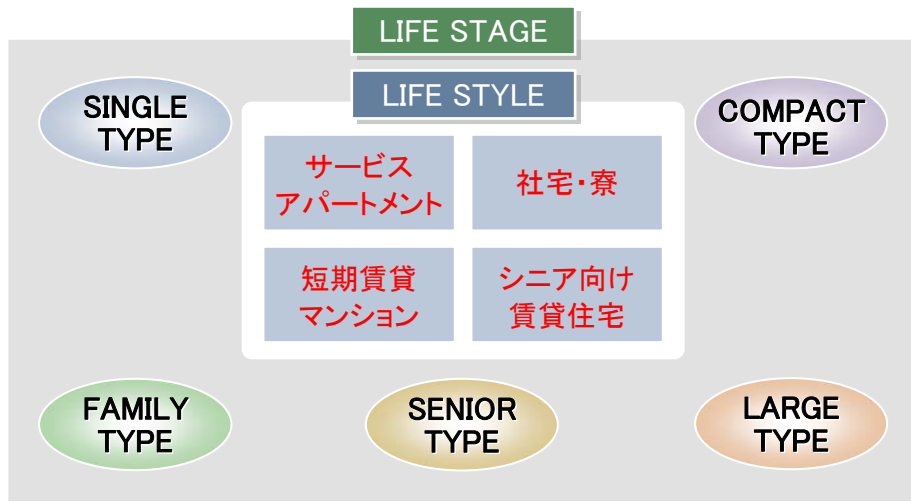 LIFE STAGE
LIFE STYLE
SINGLE
TYPE
COMPACT
TYPE
サービス
アパートメント
社宅・寮
短期賃貸
マンション
シニア向け
賃貸住宅
FAMILY
TYPE
SENIOR
TYPE
LARGE
TYPE